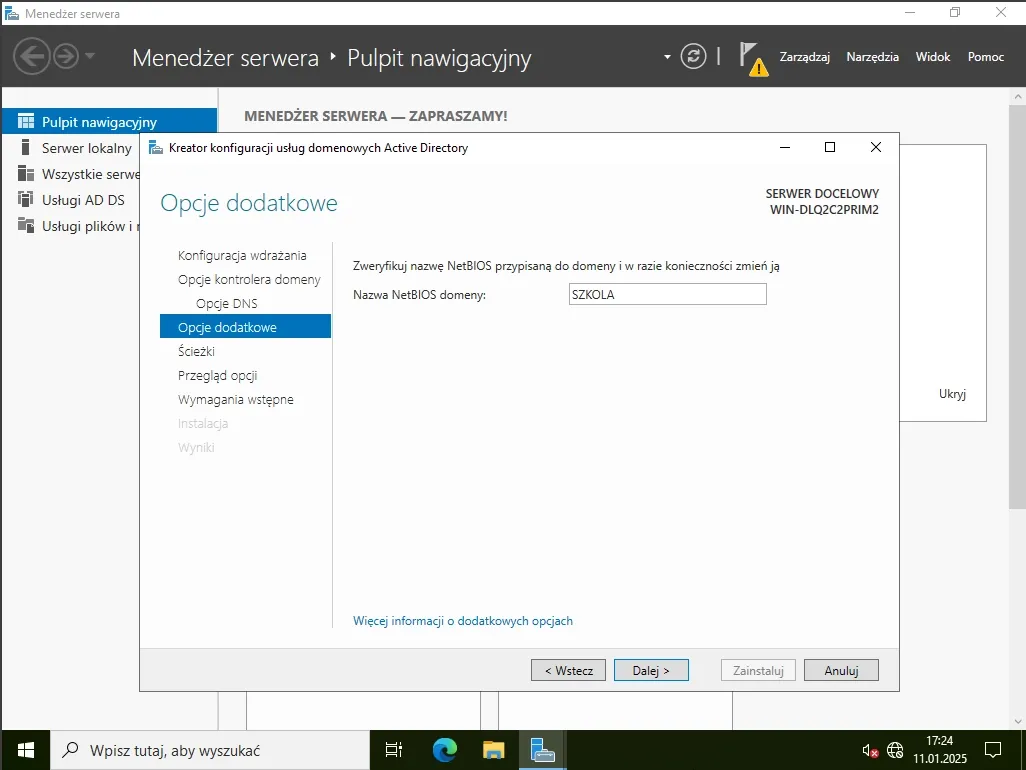 Menedżer serwera
Menedżer serwera
Pulpit nawigacyjny
Zarządzaj
Narzędzia
Widok
Pomoc
Pulpit nawigacyjny
Serwer lokalny
Wszystkie serwe
Usługi AD DS
Usługi plików i
MENEDŻER SERWERA — ZAPRASZAMY!
Ukryj
Kreator konfiguracji usług domenowych Active Directory
Opcje dodatkowe
SERWER DOCELOWY
WIN-DLQ2C2PRIM2
Konfiguracja wdrażania
Opcje kontrolera domeny
Opcje DNS
Opcje dodatkowe
Ścieżki
Przegląd opcji
Wymagania wstępne
Instalacja
Wyniki
Zweryfikuj nazwę NetBIOS przypisaną do domeny i w razie konieczności zmień ją
Nazwa NetBIOS domeny:
SZKOLA
Więcej informacji o dodatkowych opcjach
< Wstecz
Dalej >
Zainstaluj
Anuluj
Wpisz tutaj, aby wyszukać
17:24
11.01.2025